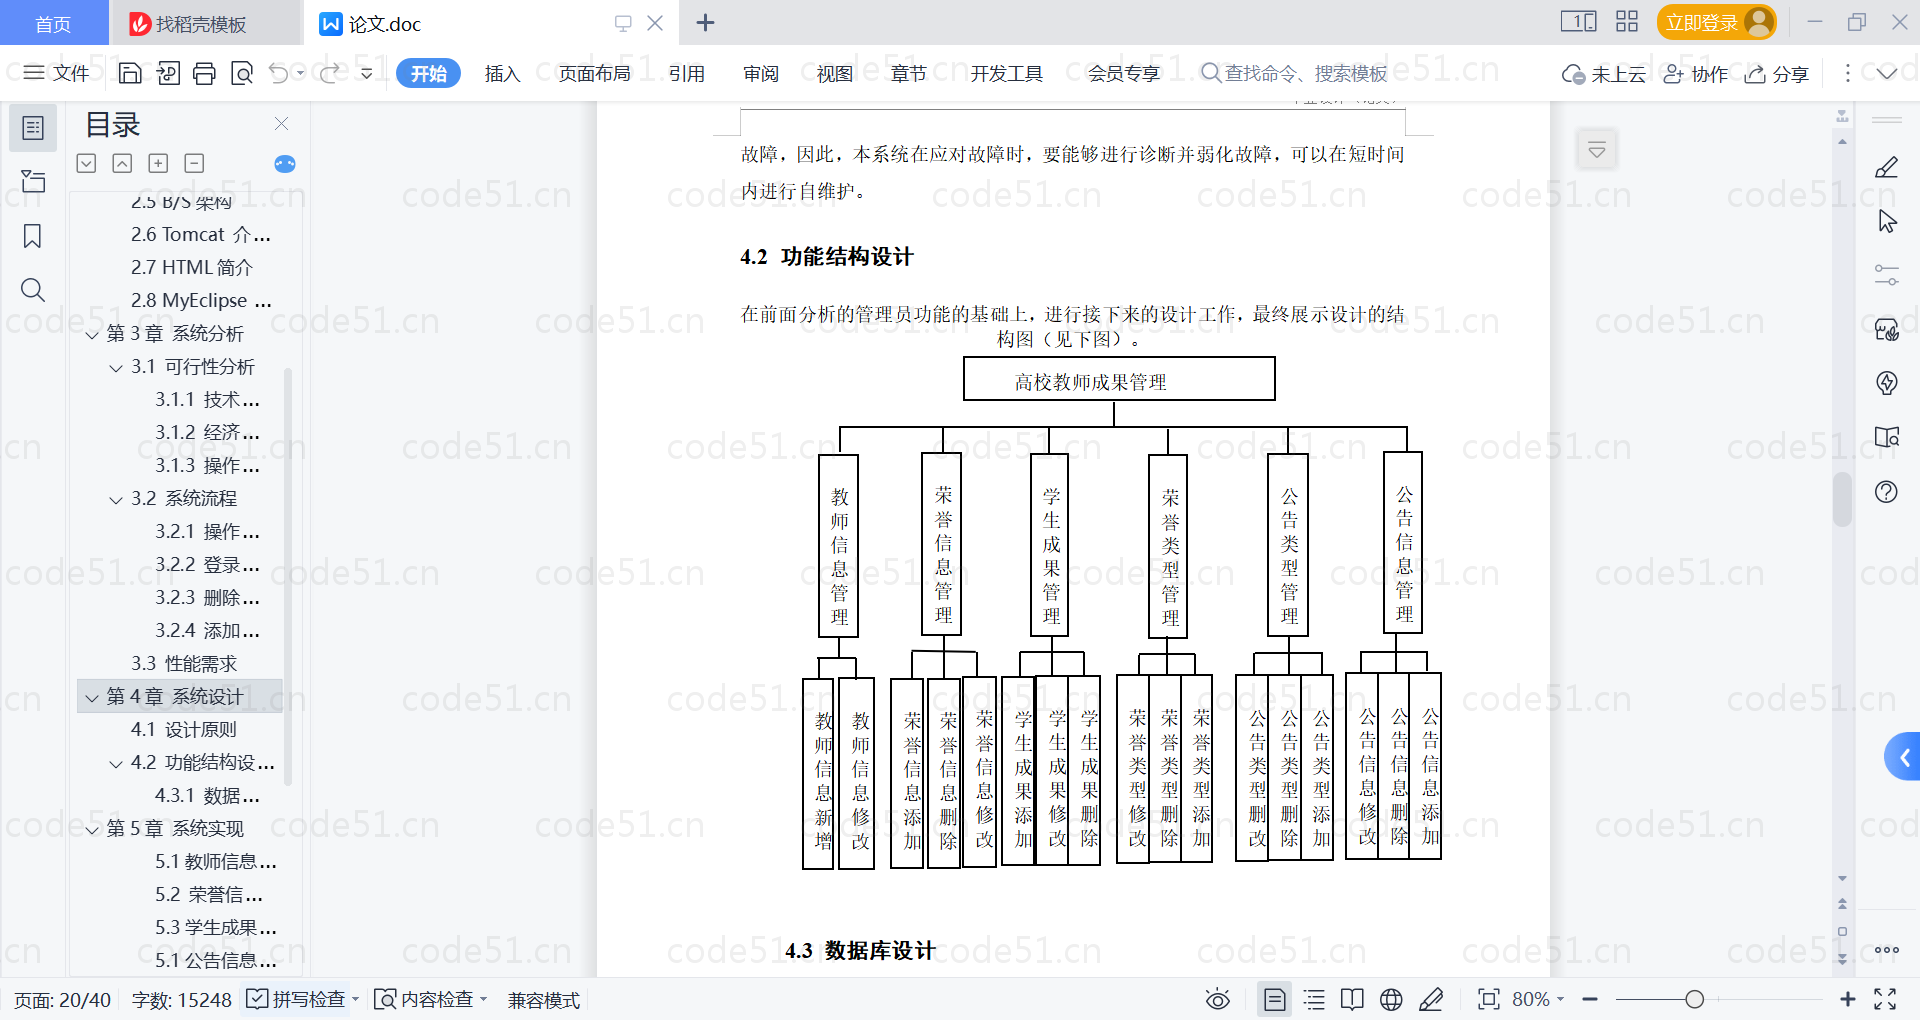 首页
找稻壳模板
论文.doc
立即登录
文件
开始
插入
页面布局
引用
审阅
视图
章节
开发工具
会员专享
查找命令、搜索模板
未上云
协作
分享
目录
2.5 B/S 架构
2.6 Tomcat 介...
2.7 HTML 简介
2.8 MyEclipse ...
第 3 章 系统分析
3.1 可行性分析
3.1.1 技术...
3.1.2 经济...
3.1.3 操作...
3.2 系统流程
3.2.1 操作...
3.2.2 登录...
3.2.3 删除...
3.2.4 添加...
3.3 性能需求
第 4 章 系统设计
4.1 设计原则
4.2 功能结构设...
4.3.1 数据...
第 5 章 系统实现
5.1 教师信息...
5.2 荣誉信...
5.3 学生成果...
5.1 公告信息...
故障，因此，本系统在应对故障时，要能够进行诊断并弱化故障，可以在短时间
内进行自维护。
4.2 功能结构设计
在前面分析的管理员功能的基础上，进行接下来的设计工作，最终展示设计的结
构图（见下图）。
高校教师成果管理
教师信息管理
荣誉信息管理
学生成果管理
荣誉类型管理
公告类型管理
公告信息管理
教师信息新增
教师信息修改
荣誉信息添加
荣誉信息删除
荣誉信息修改
学生成果添加
学生成果修改
学生成果删除
荣誉类型修改
荣誉类型删除
荣誉类型添加
公告类型删改
公告类型删除
公告类型添加
公告信息修改
公告信息删除
公告信息添加
4.3 数据库设计
页面: 20/40
字数: 15248
拼写检查
内容检查
兼容模式
80%
code51.cn